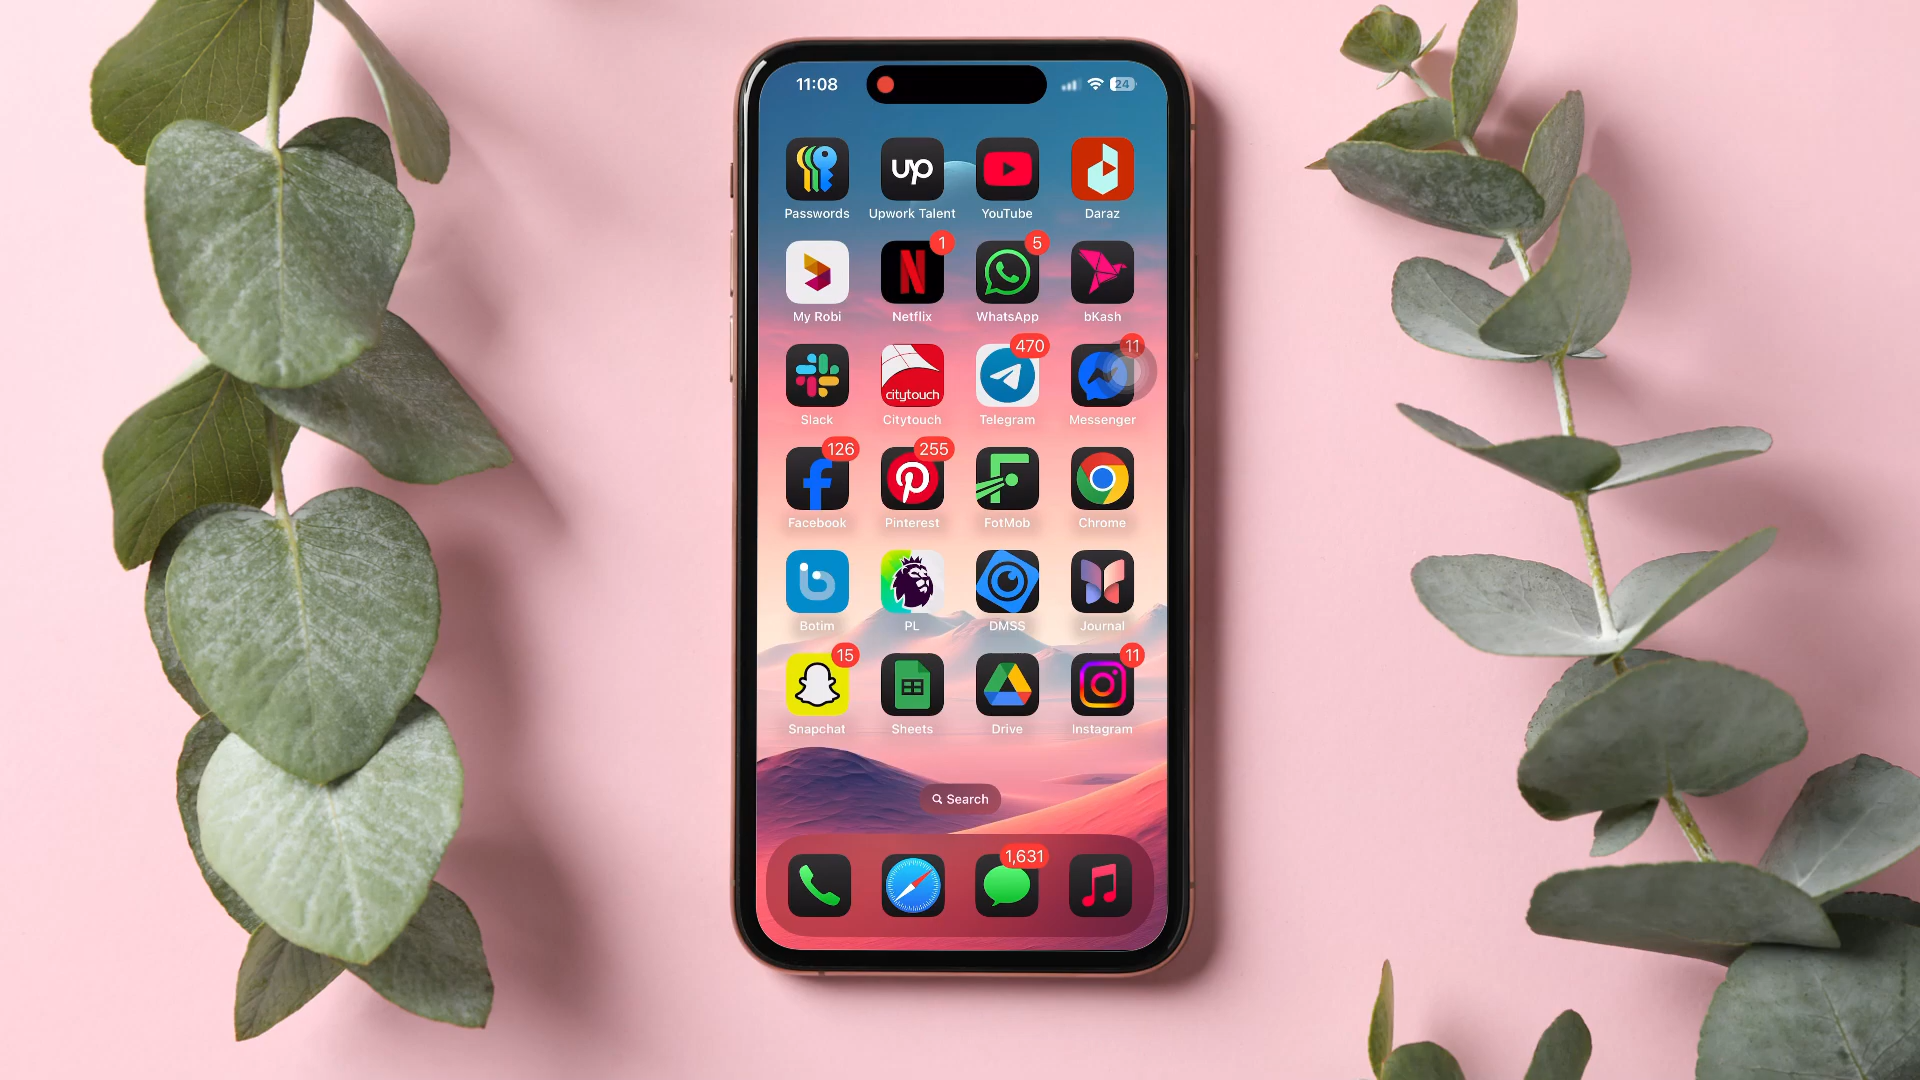 11:08
24
up
Passwords
Upwork Talent
YouTube
Daraz
1
5
N
My Robi
Netflix
WhatsApp
bKash
470
11
citytouch
Slack
Citytouch
Telegram
Messenger
126
255
Facebook
Pinterest
FotMob
Chrome
Botim
PL
DMSS
Journal
15
11
Snapchat
Sheets
Drive
Instagram
Search
1,631